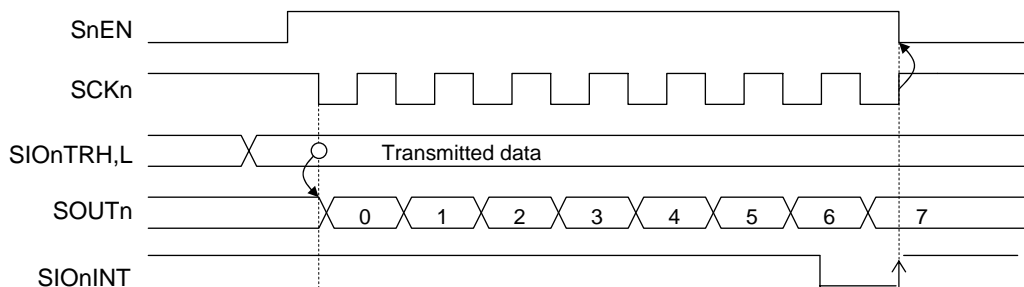 SnEN
SCKn
SIOnTRH,L
Transmitted data
SOUTn
0 1 2 3 4 5 6 7
SIOnINT